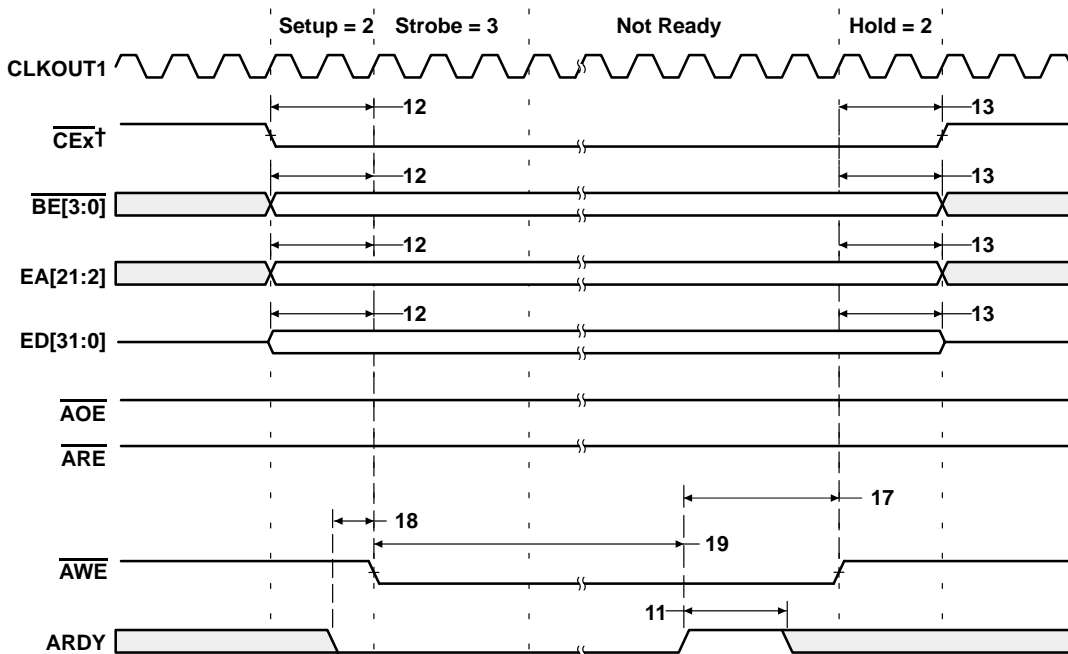 Setup = 2 Strobe = 3 Not Ready Hold = 2
CLKOUT1
12 13
CEx†
12 13
BE[3:0]
12 13
EA[21:2]
12 13
ED[31:0]
AOE
ARE
17
18
19
AWE
11
ARDY